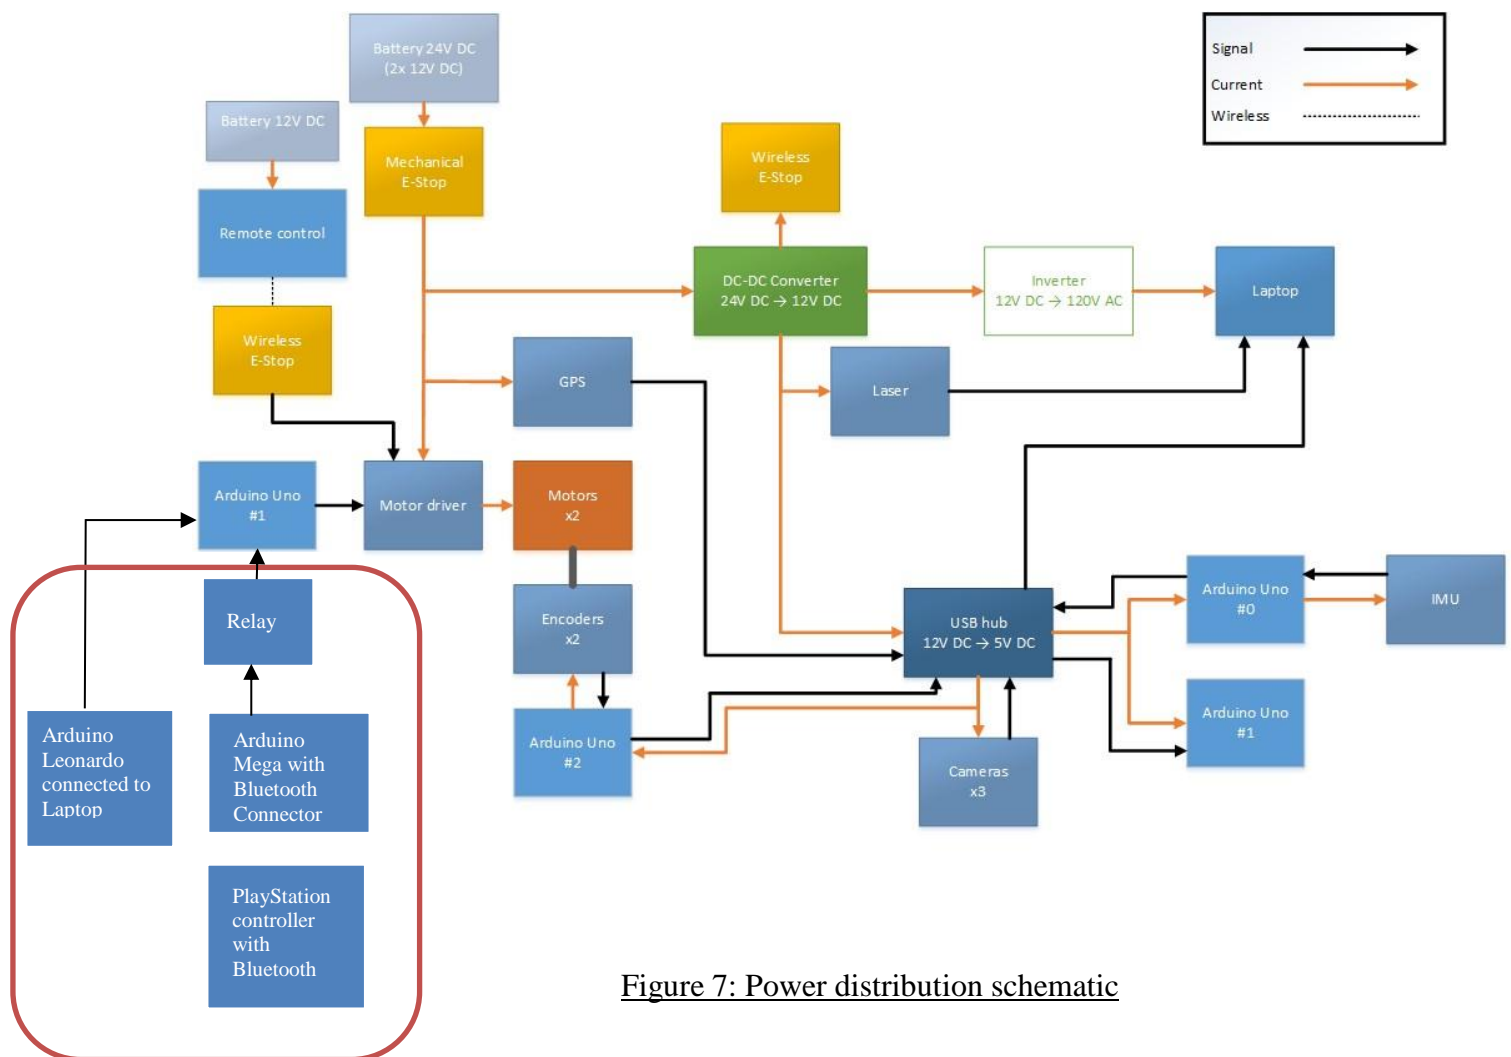 Battery 24V DC
(2x 12V DC)
Signal
Current
Wireless
Battery 12V DC
Mechanical
E-Stop
Wireless
E-Stop
Remote control
DC-DC Converter
24V DC → 12V DC
Inverter
12V DC → 120V AC
Laptop
Wireless
E-Stop
GPS
Laser
Arduino Uno
#1
Motor driver
Motors
x2
Relay
Encoders
x2
USB hub
12V DC → 5V DC
Arduino Uno
#0
IMU
Arduino
Leonardo
connected to
Laptop
Arduino
Mega with
Bluetooth
Connector
Arduino Uno
#2
Cameras
x3
Arduino Uno
#1
PlayStation
controller
with
Bluetooth
Figure 7: Power distribution schematic